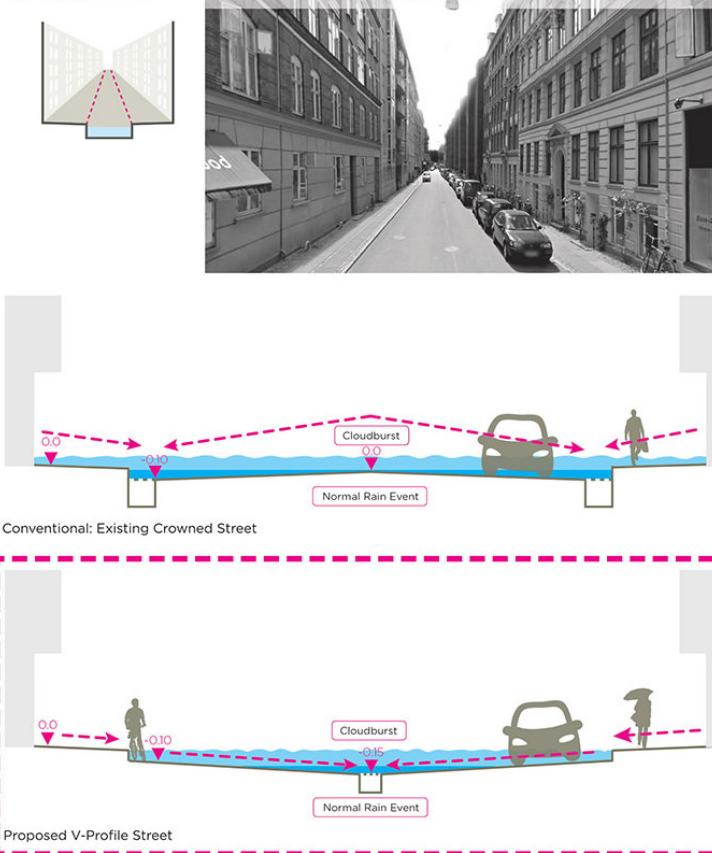 bod
0.0
Cloudburst
0.0
-0.10
Normal Rain Event
Conventional: Existing Crowned Street
0.0
-0.10
Cloudburst
-0.15
Normal Rain Event
Proposed V-Profile Street